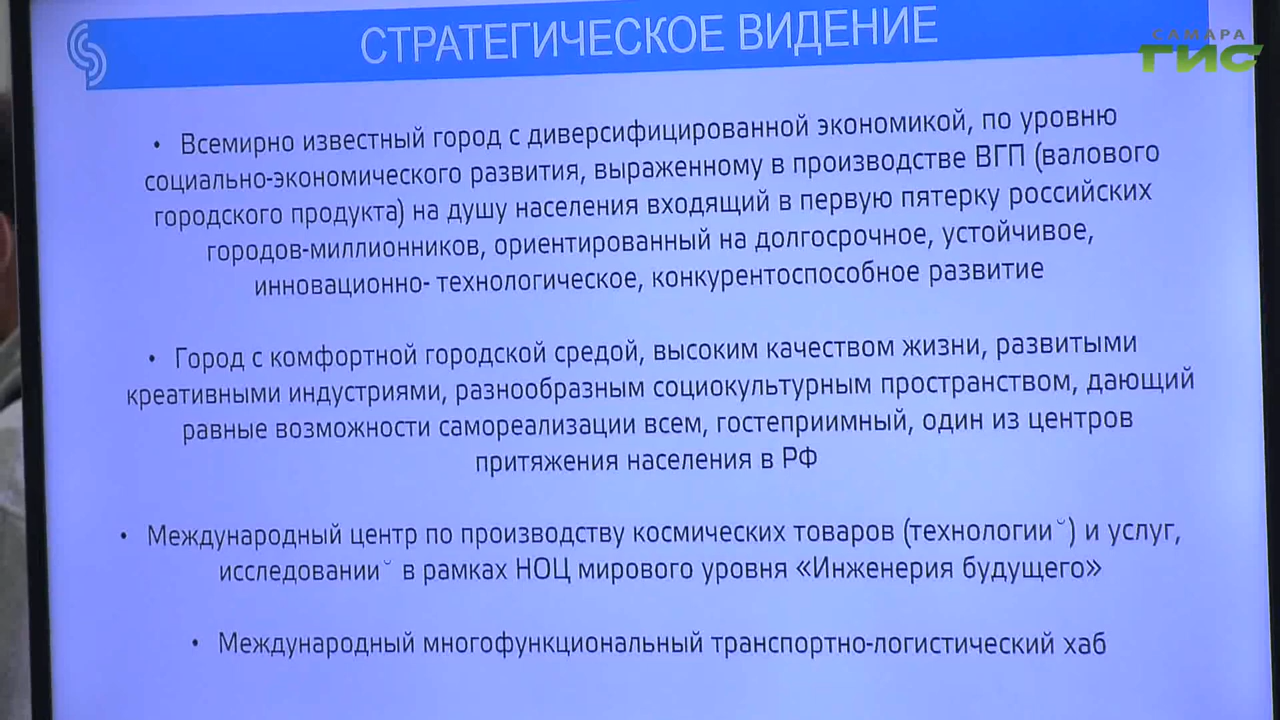 СТРАТЕГИЧЕСКОЕ ВИДЕНИЕ
САМАРА
ГИС
• Всемирно известный город с диверсифицированной экономикой, по уровню
социально-экономического развития, выраженному в производстве ВГП (валового
городского продукта) на душу населения входящий в первую пятерку российских
городов-миллионников, ориентированный на долгосрочное, устойчивое,
инновационно- технологическое, конкурентоспособное развитие
• Город с комфортной городской средой, высоким качеством жизни, развитыми
креативными индустриями, разнообразным социокультурным пространством, дающий
равные возможности самореализации всем, гостеприимный, один из центров
притяжения населения в РФ
• Международный центр по производству космических товаров (технологии˘) и услуг,
исследовании˘ в рамках НОЦ мирового уровня «Инженерия будущего»
• Международный многофункциональный транспортно-логистический хаб